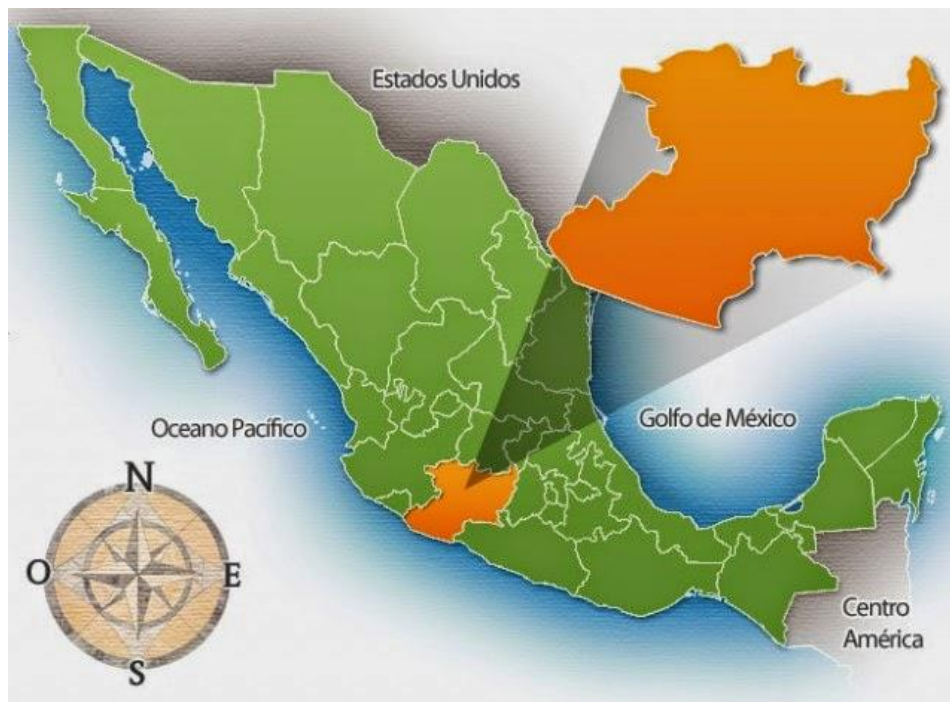 Estados Unidos
Oceano Pacífico
Golfo de México
N
O
E
S
Centro
América